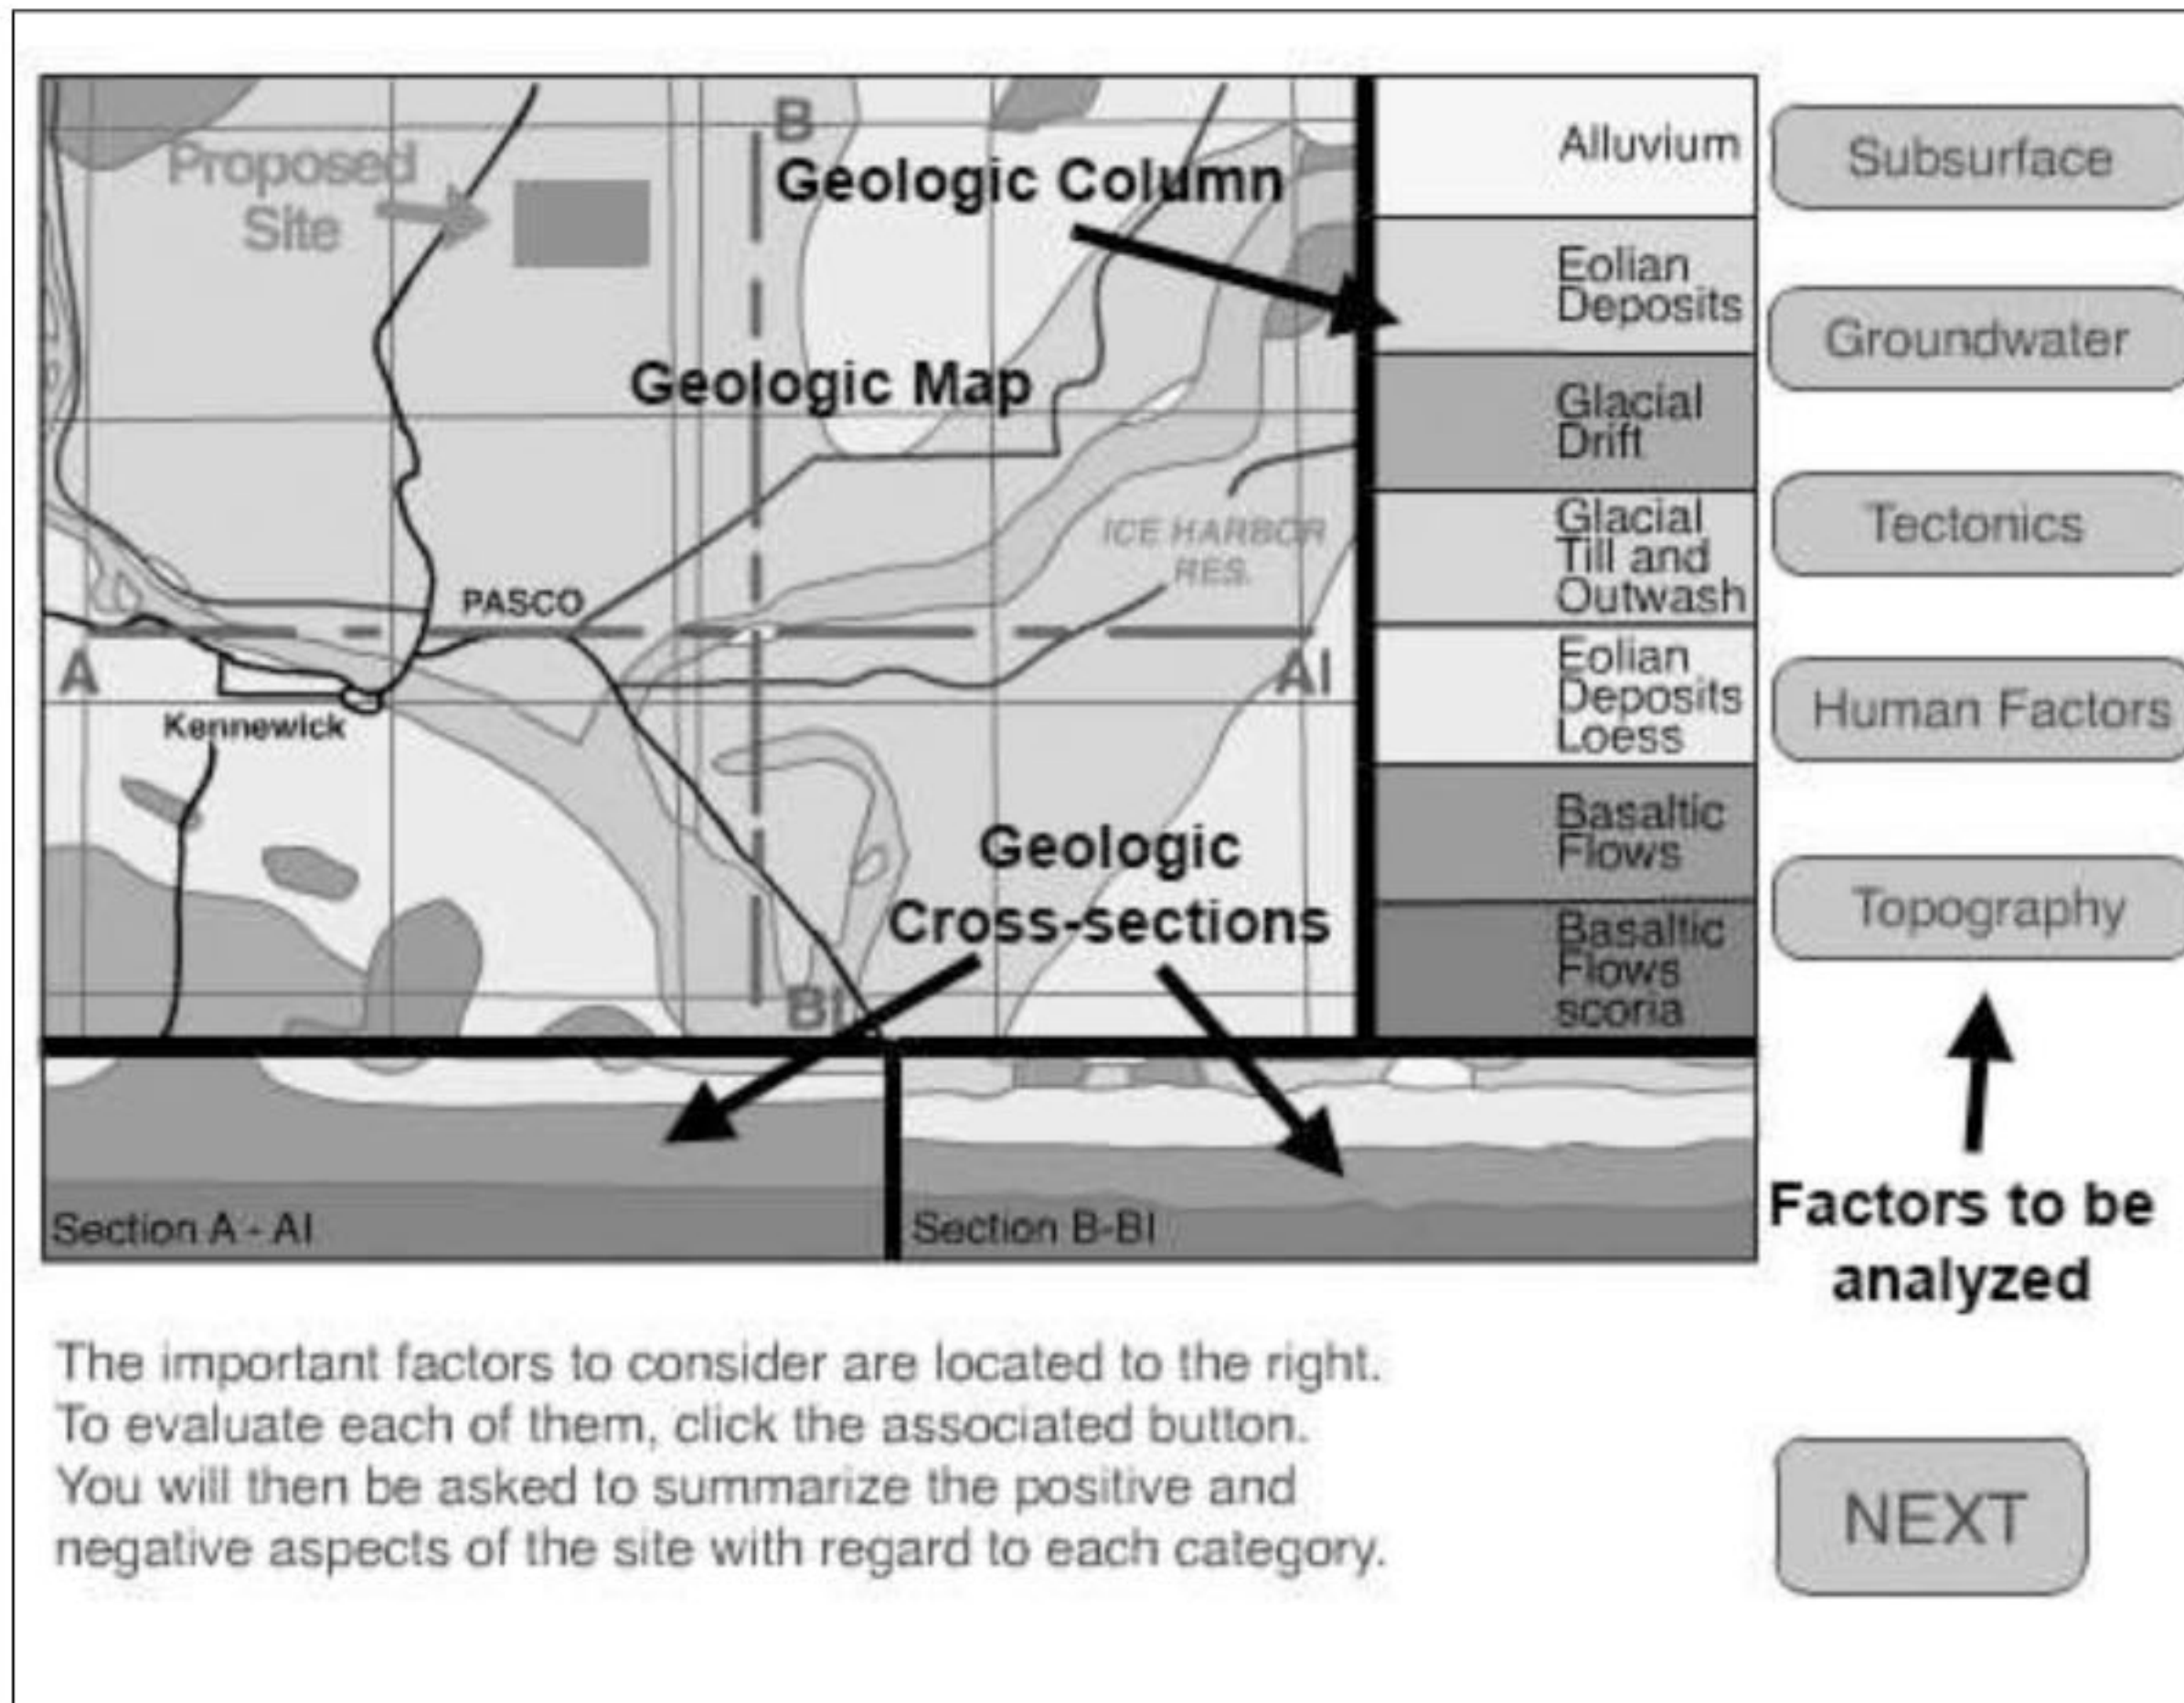 B
Proposed
Site
Geologic Column
Geologic Map
ICE HARBOR
RES.
PASCO
A
AI
Kennewick
Geologic
Cross-sections
BI
Alluvium
Eolian
Deposits
Glacial
Drift
Glacial
Till and
Outwash
Eolian
Deposits
Loess
Basaltic
Flows
Basaltic
Flows
scoria
Subsurface
Groundwater
Tectonics
Human Factors
Topography
Factors to be
analyzed
Section A - AI
Section B-BI
The important factors to consider are located to the right.
To evaluate each of them, click the associated button.
You will then be asked to summarize the positive and
negative aspects of the site with regard to each category.
NEXT